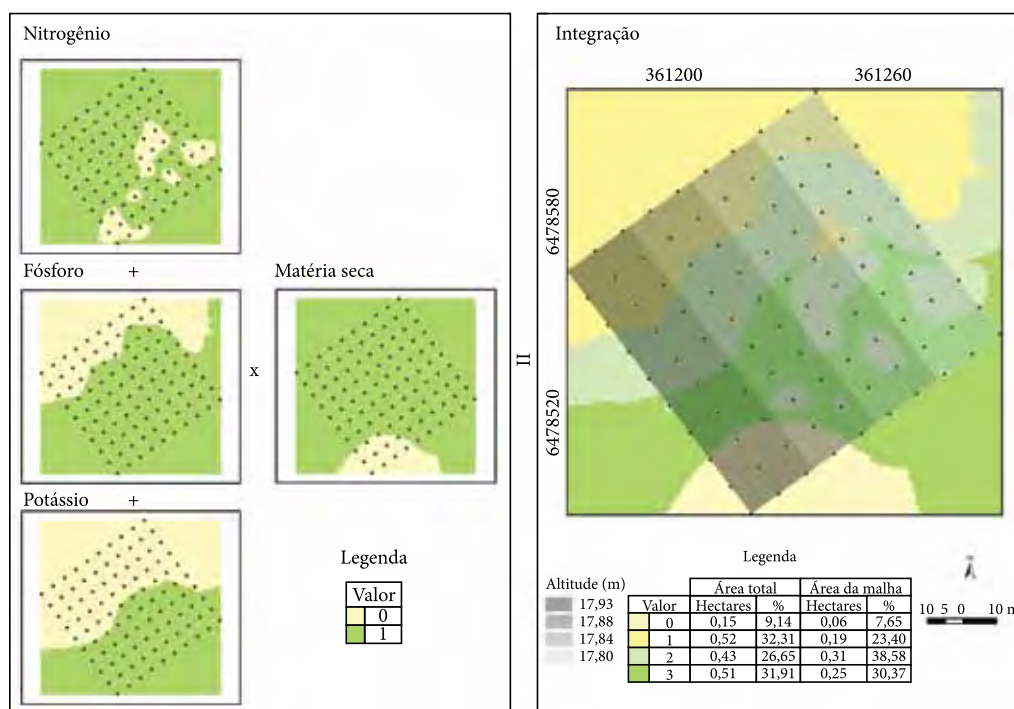 Nitrogênio
Fósforo +
Matéria seca
x
Potássio +
Legenda
Valor
0
1
Integração
361200 361260
6478580
6478520
=
Legenda
Altitude (m)
17,93
17,88
17,84
17,80
Área total Área da malha
Valor Hectares % Hectares %
0 0,15 9,14 0,06 7,65
1 0,52 32,31 0,19 23,40
2 0,43 26,65 0,31 38,58
3 0,51 31,91 0,25 30,37
N
10 5 0 10 m